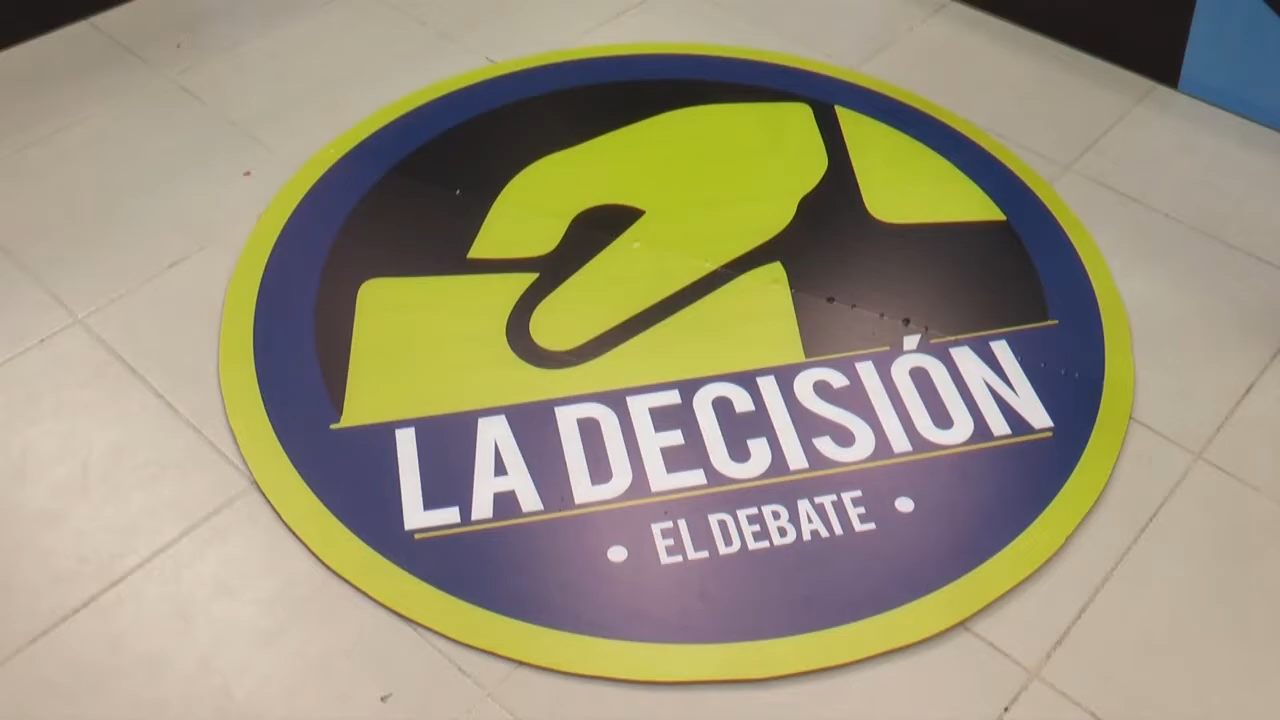 LA DECISIÓN
• EL DEBATE •